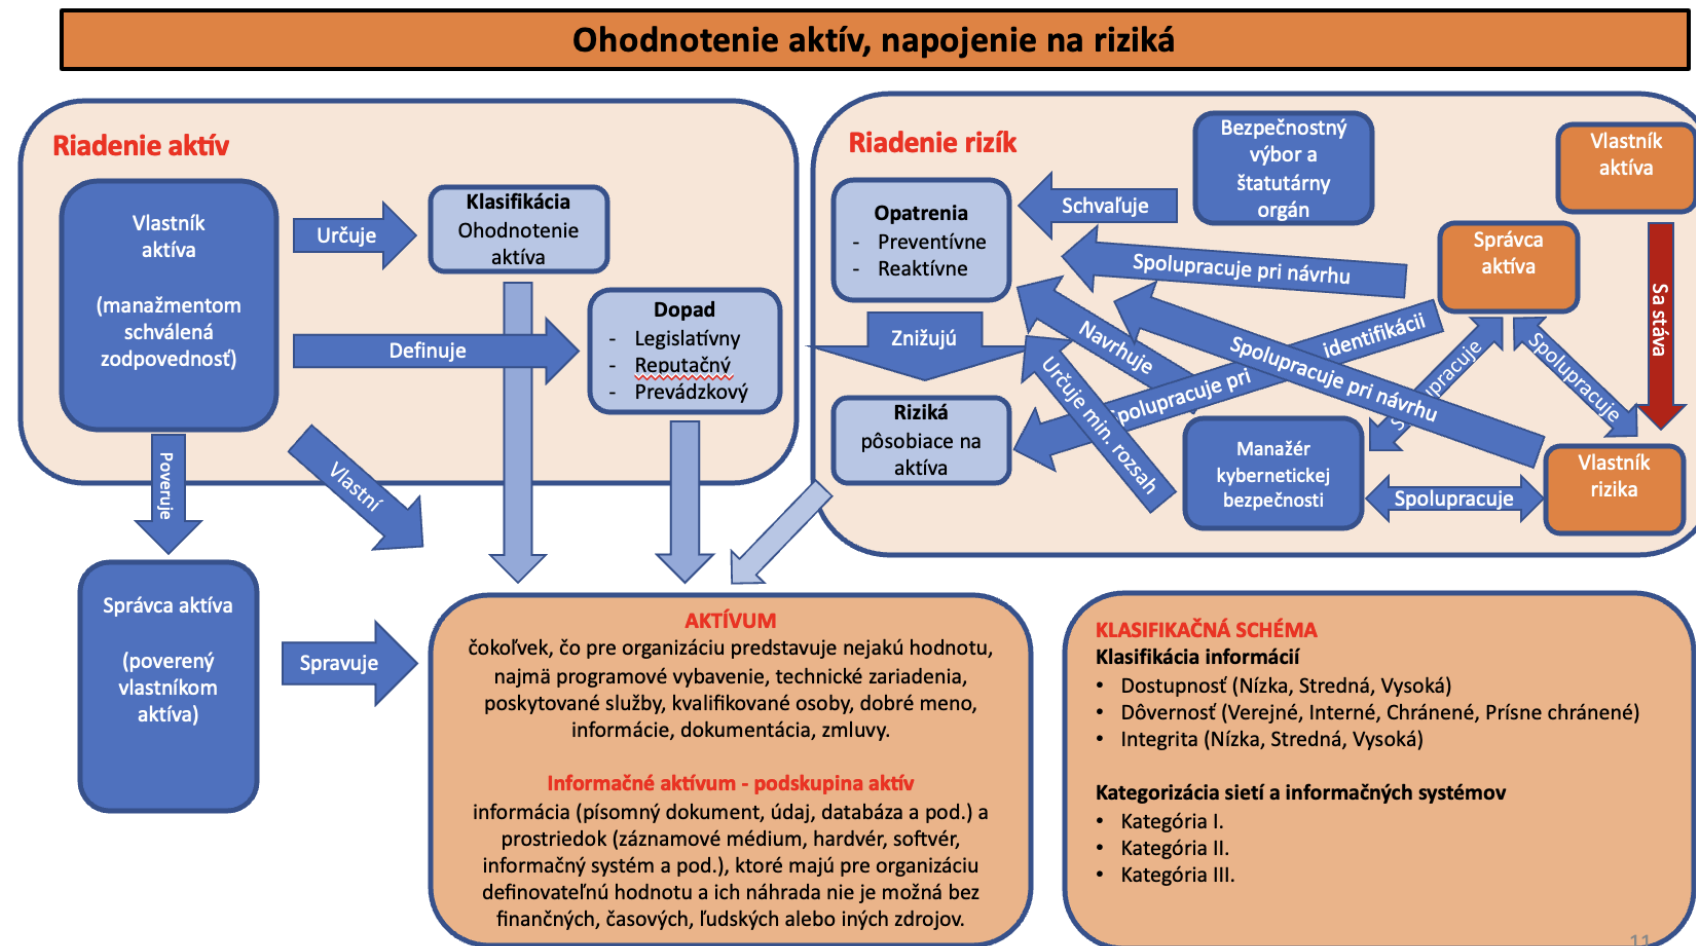 Ohodnotenie aktív, napojenie na riziká
Riadenie aktív
Vlastník
aktíva
(manažmentom
schválená
zodpovednosť)
Určuje
Klasifikácia
Ohodnotenie
aktíva
Definuje
Dopad
- Legislatívny
- Reputačný
- Prevádzkový
Poveruje
Vlastní
Správca aktíva
(poverený
vlastníkom
aktíva)
Spravuje
Riadenie rizík
Opatrenia
- Preventívne
- Reaktívne
Znižujú
Riziká
pôsobiace na
aktíva
Schvaľuje
Bezpečnostný
výbor a
štatutárny
orgán
Vlastník
aktíva
Správca
aktíva
Sa stáva
Spolupracuje pri návrhu
Navrhuje
Spolupracuje pri identifikácii
Spolupracuje pri návrhu
Určuje min. rozsah
Spolupracuje
Manažér
kybernetickej
bezpečnosti
Spolupracuje
Vlastník
rizika
AKTÍVUM
čokoľvek, čo pre organizáciu predstavuje nejakú hodnotu,
najmä programové vybavenie, technické zariadenia,
poskytované služby, kvalifikované osoby, dobré meno,
informácie, dokumentácia, zmluvy.
Informačné aktívum - podskupina aktív
informácia (písomný dokument, údaj, databáza a pod.) a
prostriedok (záznamové médium, hardvér, softvér,
informačný systém a pod.), ktoré majú pre organizáciu
definovateľnú hodnotu a ich náhrada nie je možná bez
finančných, časových, ľudských alebo iných zdrojov.
KLASIFIKAČNÁ SCHÉMA
Klasifikácia informácií
• Dostupnosť (Nízka, Stredná, Vysoká)
• Dôvernosť (Verejné, Interné, Chránené, Prísne chránené)
• Integrita (Nízka, Stredná, Vysoká)
Kategorizácia sietí a informačných systémov
• Kategória I.
• Kategória II.
• Kategória III.
11